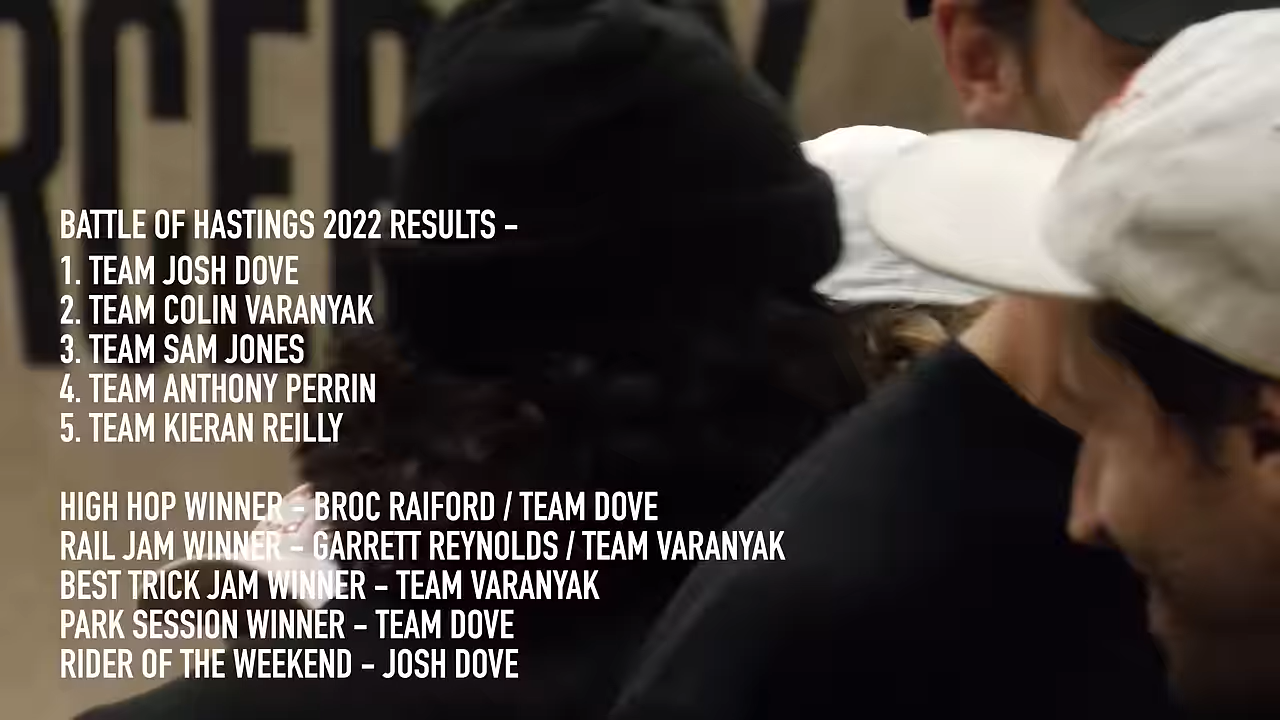 BATTLE OF HASTINGS 2022 RESULTS -
1. TEAM JOSH DOVE
2. TEAM COLIN VARANYAK
3. TEAM SAM JONES
4. TEAM ANTHONY PERRIN
5. TEAM KIERAN REILLY
HIGH HOP WINNER - BROC RAIFORD / TEAM DOVE
RAIL JAM WINNER - GARRETT REYNOLDS / TEAM VARANYAK
BEST TRICK JAM WINNER - TEAM VARANYAK
PARK SESSION WINNER - TEAM DOVE
RIDER OF THE WEEKEND - JOSH DOVE